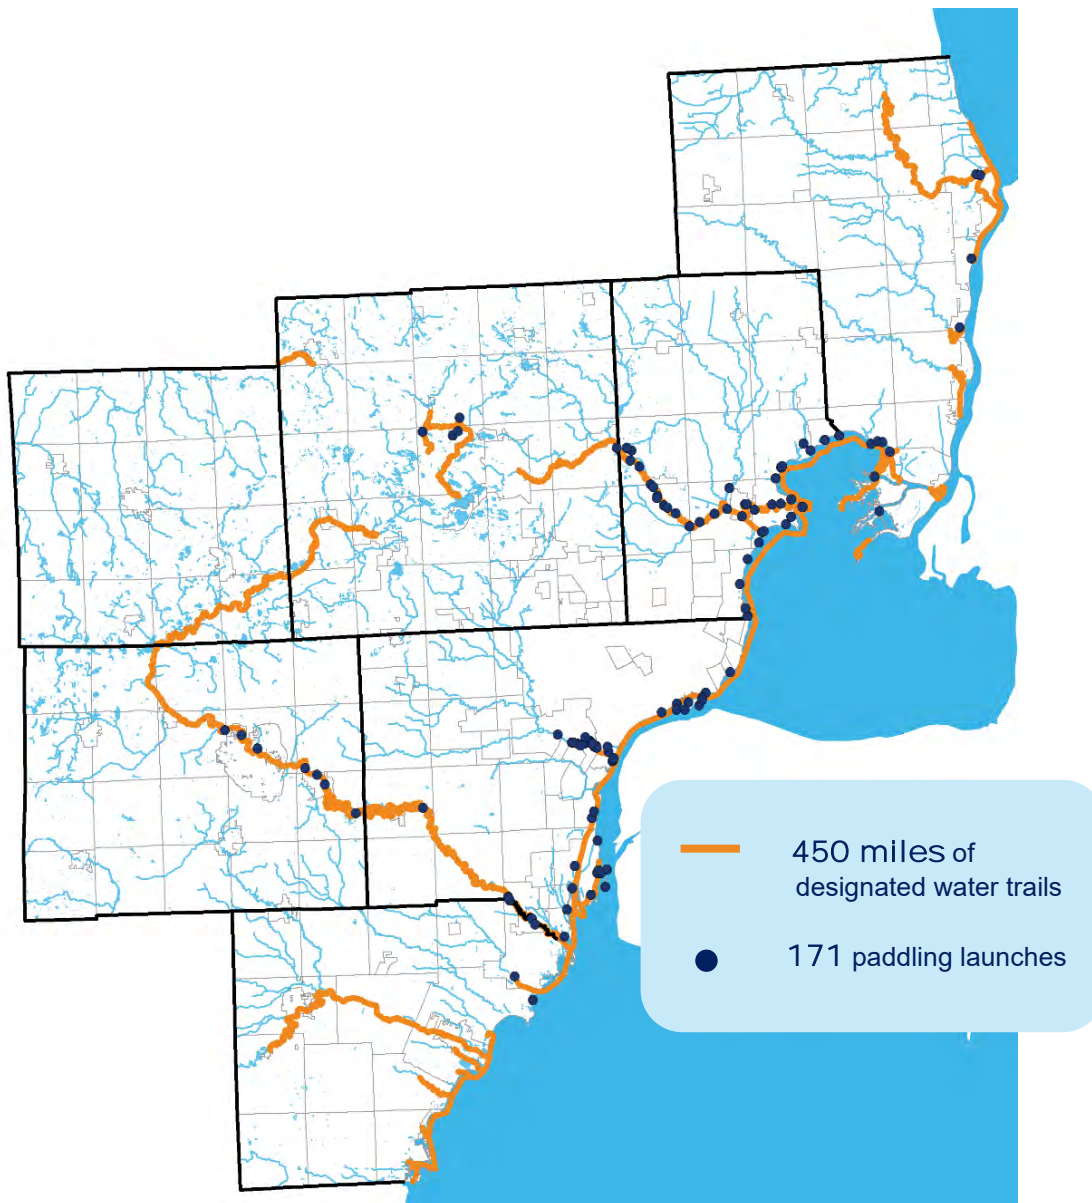 450 miles of
designated water trails
171 paddling launches